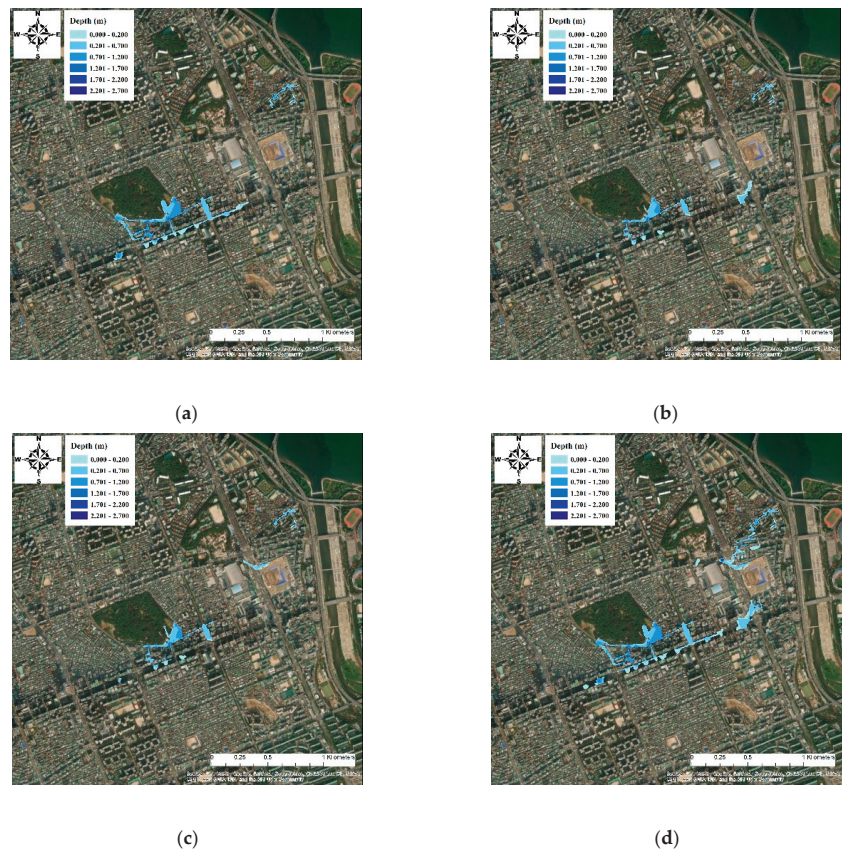 N
W E
S
Depth (m)
0.000 - 0.200
0.201 - 0.700
0.701 - 1.200
1.201 - 1.700
1.701 - 2.200
2.201 - 2.700
0 0.25 0.5 1 Kilometers
(a)
N
W E
S
Depth (m)
0.000 - 0.200
0.201 - 0.700
0.701 - 1.200
1.201 - 1.700
1.701 - 2.200
2.201 - 2.700
0 0.25 0.5 1 Kilometers
(b)
N
W E
S
Depth (m)
0.000 - 0.200
0.201 - 0.700
0.701 - 1.200
1.201 - 1.700
1.701 - 2.200
2.201 - 2.700
0 0.25 0.5 1 Kilometers
(c)
N
W E
S
Depth (m)
0.000 - 0.200
0.201 - 0.700
0.701 - 1.200
1.201 - 1.700
1.701 - 2.200
2.201 - 2.700
0 0.25 0.5 1 Kilometers
(d)